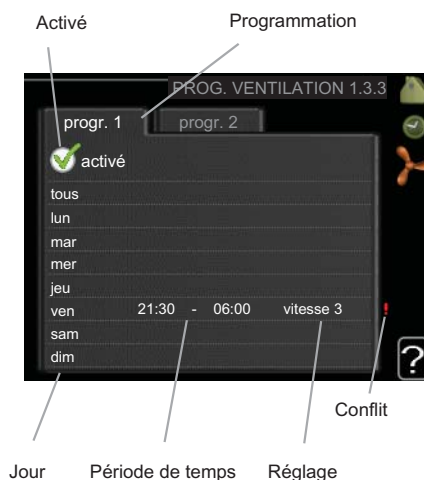 Activé
Programmation
PROG. VENTILATION 1.3.3
progr. 1
progr. 2
activé
tous
lun
mar
mer
jeu
ven 21:30 - 06:00 vitesse 3 !
sam
dim
?
Conflit
Jour
Période de temps
Réglage